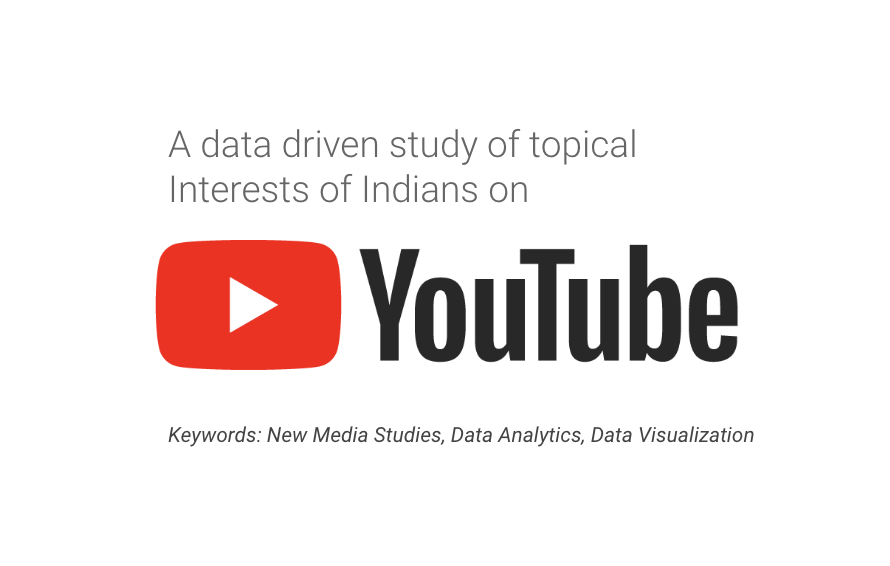 A data driven study of topical
Interests of Indians on
YouTube
Keywords: New Media Studies, Data Analytics, Data Visualization